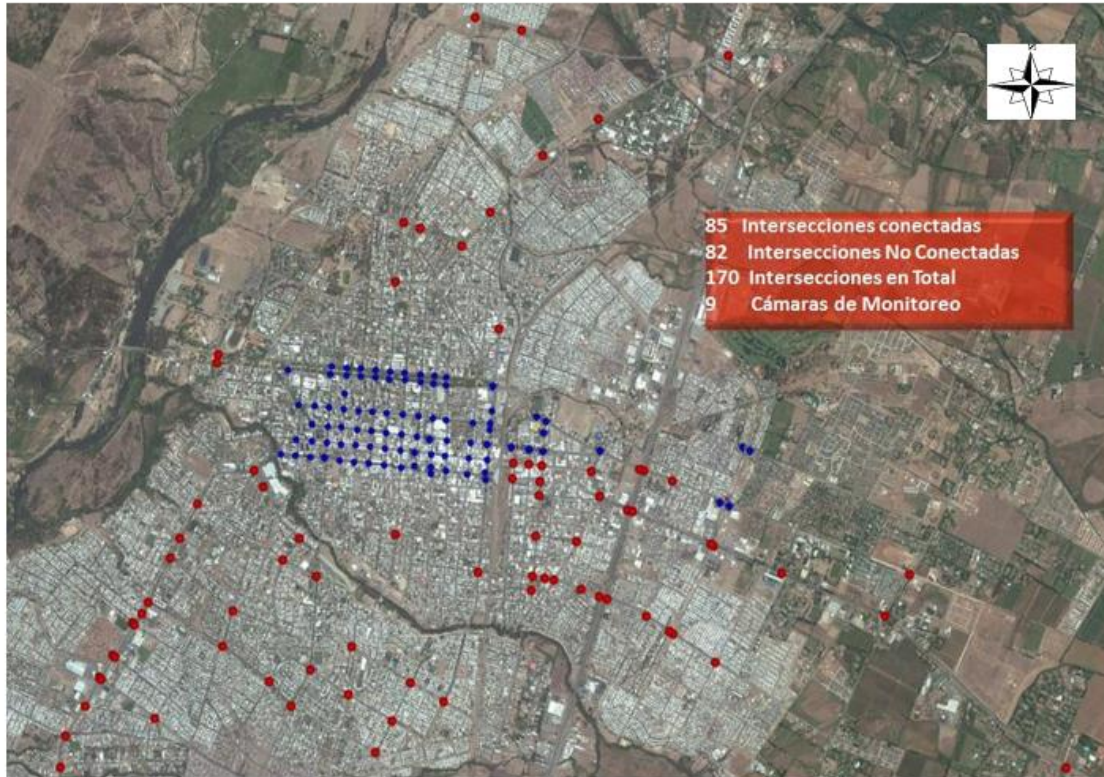 N
85 Intersecciones conectadas
82 Intersecciones No Conectadas
170 Intersecciones en Total
9 Cámaras de Monitoreo